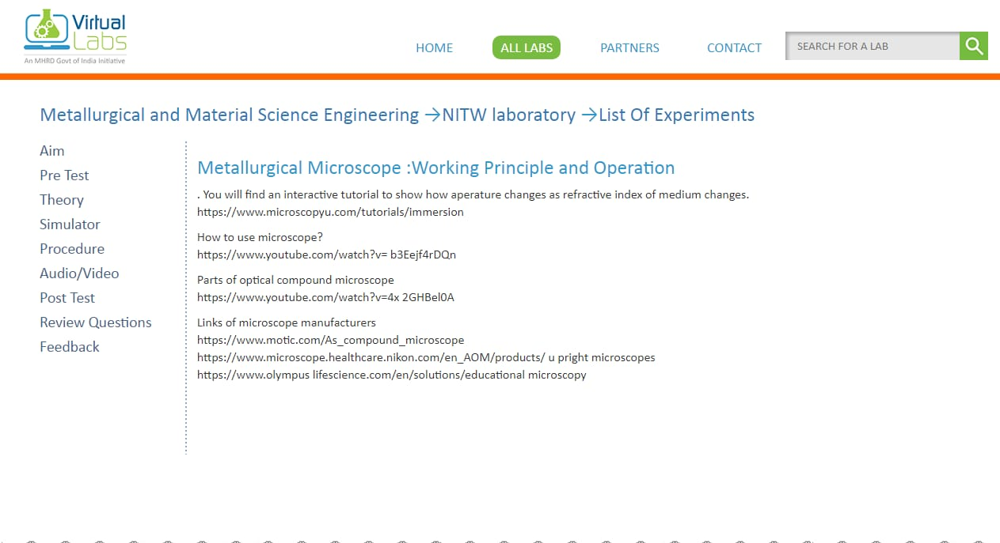 Virtual
Labs
An MHRD Govt of India Initiative
HOME
ALL LABS
PARTNERS
CONTACT
SEARCH FOR A LAB
Metallurgical and Material Science Engineering →NITW laboratory →List Of Experiments
Aim
Pre Test
Theory
Simulator
Procedure
Audio/Video
Post Test
Review Questions
Feedback
Metallurgical Microscope :Working Principle and Operation
. You will find an interactive tutorial to show how aperature changes as refractive index of medium changes.
https://www.microscopyu.com/tutorials/immersion
How to use microscope?
https://www.youtube.com/watch?v= b3Eejf4rDQn
Parts of optical compound microscope
https://www.youtube.com/watch?v=4x 2GHBel0A
Links of microscope manufacturers
https://www.motic.com/As_compound_microscope
https://www.microscope.healthcare.nikon.com/en_AOM/products/ u pright microscopes
https://www.olympus lifescience.com/en/solutions/educational microscopy